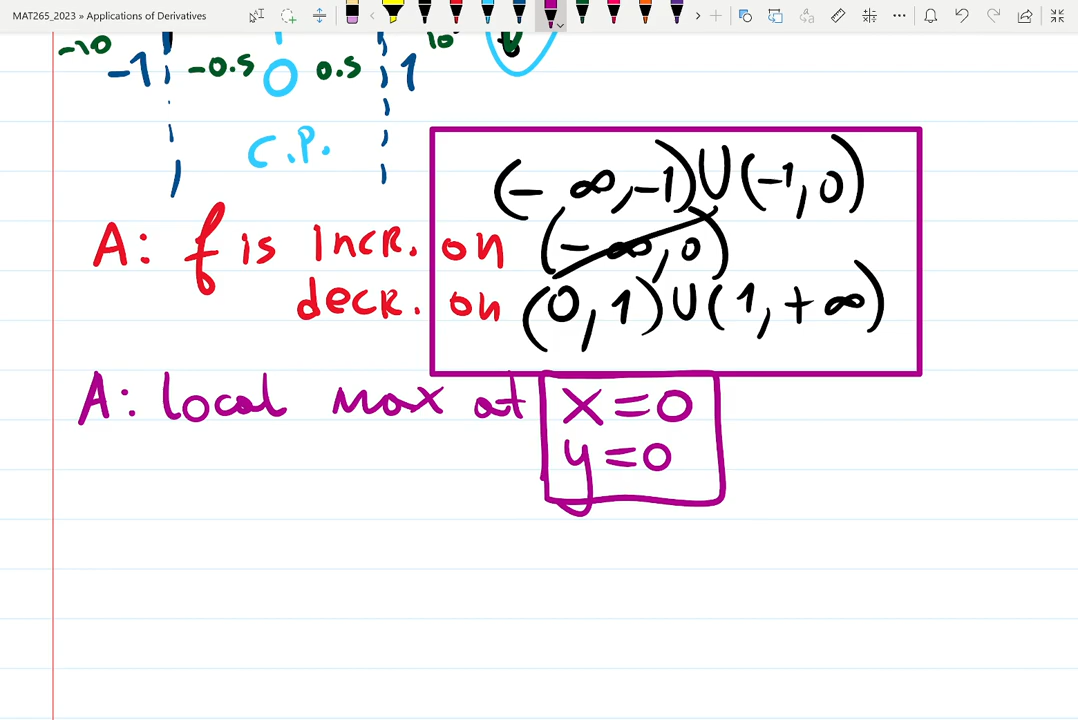 MAT265_2023 » Applications of Derivatives
-10 -1 -0.5 0 0.5 1 10
C.P.
(-∞,-1)U(-1,0)
A: f is incr. on (-∞,0)
decr. on (0,1)U(1,+∞)
A: local max at x=0
y=0